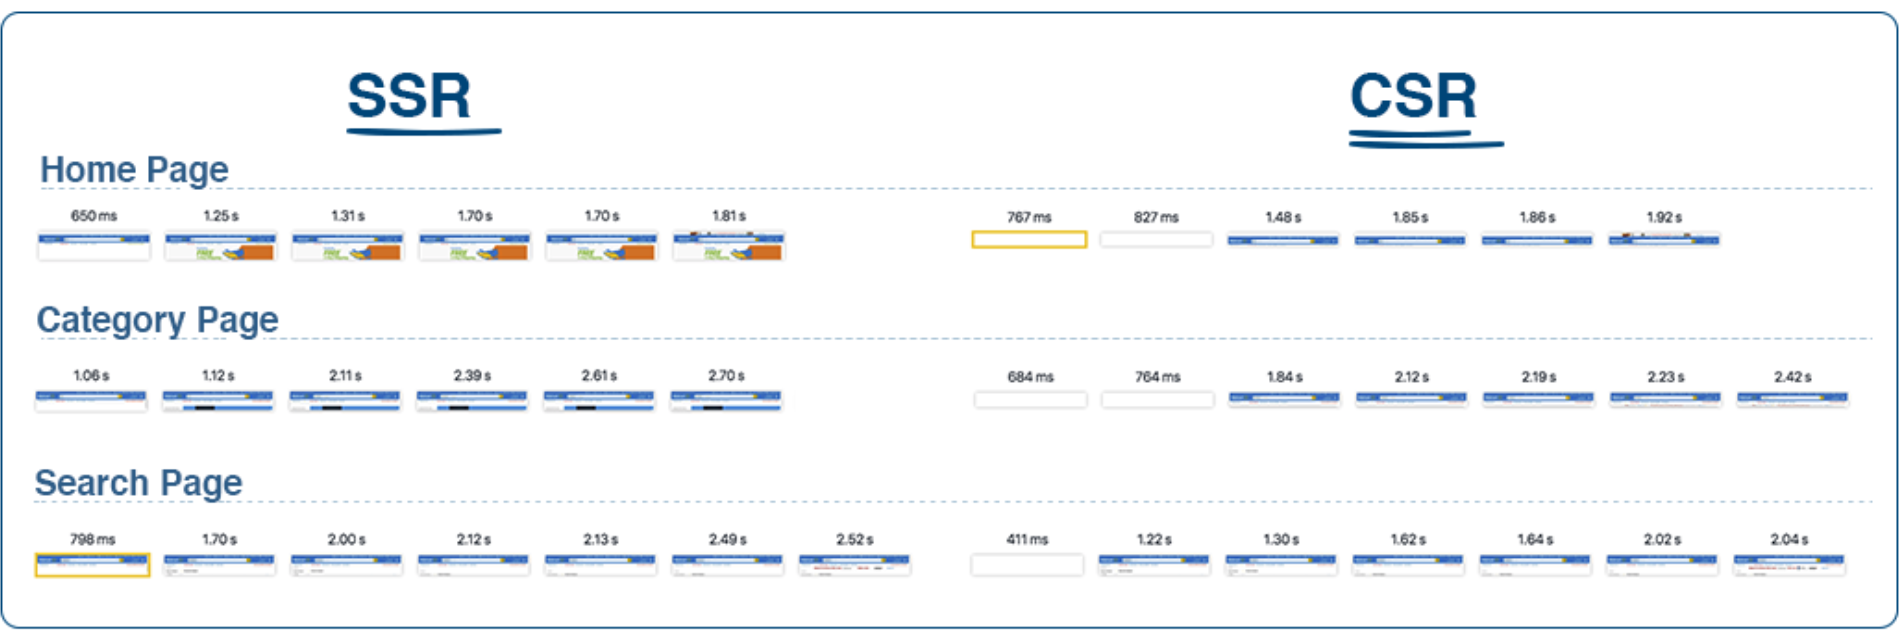 SSR CSR
Home Page
650 ms 1.25 s 1.31 s 1.70 s 1.70 s 1.81 s 767 ms 827 ms 1.48 s 1.85 s 1.86 s 1.92 s
Category Page
1.06 s 1.12 s 2.11 s 2.39 s 2.61 s 2.70 s 684 ms 764 ms 1.84 s 2.12 s 2.19 s 2.23 s 2.42 s
Search Page
798 ms 1.70 s 2.00 s 2.12 s 2.13 s 2.49 s 2.52 s 411 ms 1.22 s 1.30 s 1.62 s 1.64 s 2.02 s 2.04 s